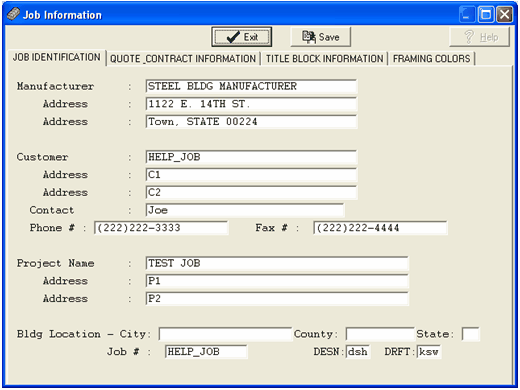 Job Information
Exit Save Help
JOB IDENTIFICATION QUOTE_CONTRACT INFORMATION TITLE BLOCK INFORMATION FRAMING COLORS
Manufacturer : STEEL BLDG MANUFACTURER
Address : 1122 E. 14TH ST.
Address : Town, STATE 00224
Customer : HELP_JOB
Address : C1
Address : C2
Contact : Joe
Phone # : (222)222-3333 Fax # : (222)222-4444
Project Name : TEST JOB
Address : P1
Address : P2
Bldg Location - City: County: State:
Job # : HELP_JOB DESN: dsh DRFT: ksw